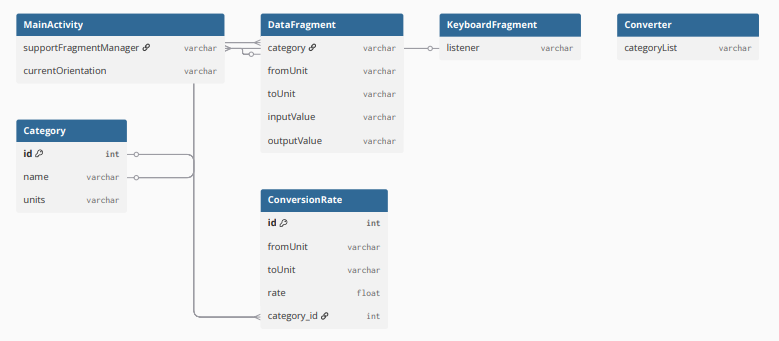 MainActivity
supportFragmentManager varchar
currentOrientation varchar
DataFragment
category varchar
fromUnit varchar
toUnit varchar
inputValue varchar
outputValue varchar
KeyboardFragment
listener varchar
Converter
categoryList varchar
Category
id int
name varchar
units varchar
ConversionRate
id int
fromUnit varchar
toUnit varchar
rate float
category_id int